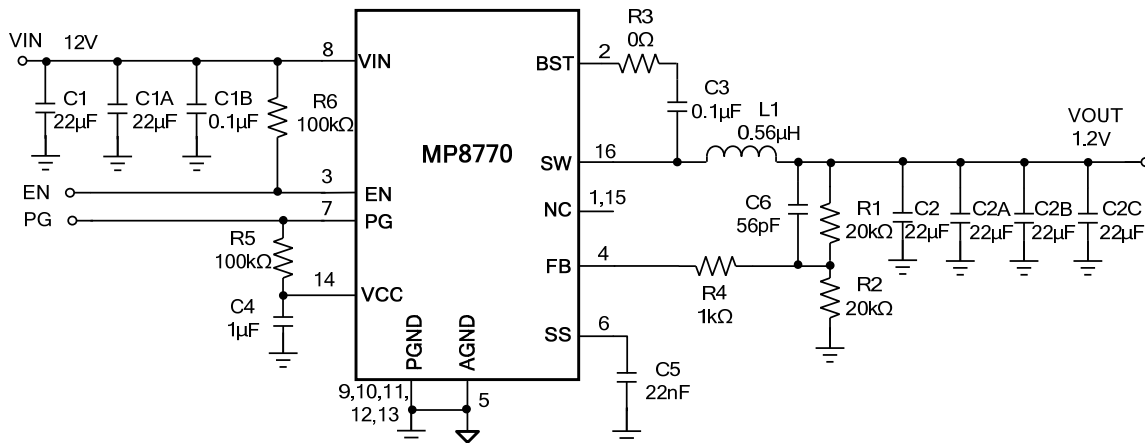 VIN 12V
C1
22µF
C1A
22µF
C1B
0.1µF
R6
100kΩ
EN
PG
R5
100kΩ
C4
1µF
8
3
7
14
VIN
EN
PG
VCC
MP8770
BST
SW
NC
FB
SS
PGND
AGND
9,10,11,
12,13
5
2
16
1,15
4
6
R3
0Ω
C3
0.1µF
L1
0.56µH
C6
56pF
R1
20kΩ
R4
1kΩ
R2
20kΩ
C5
22nF
C2
22µF
C2A
22µF
C2B
22µF
C2C
22µF
VOUT
1.2V